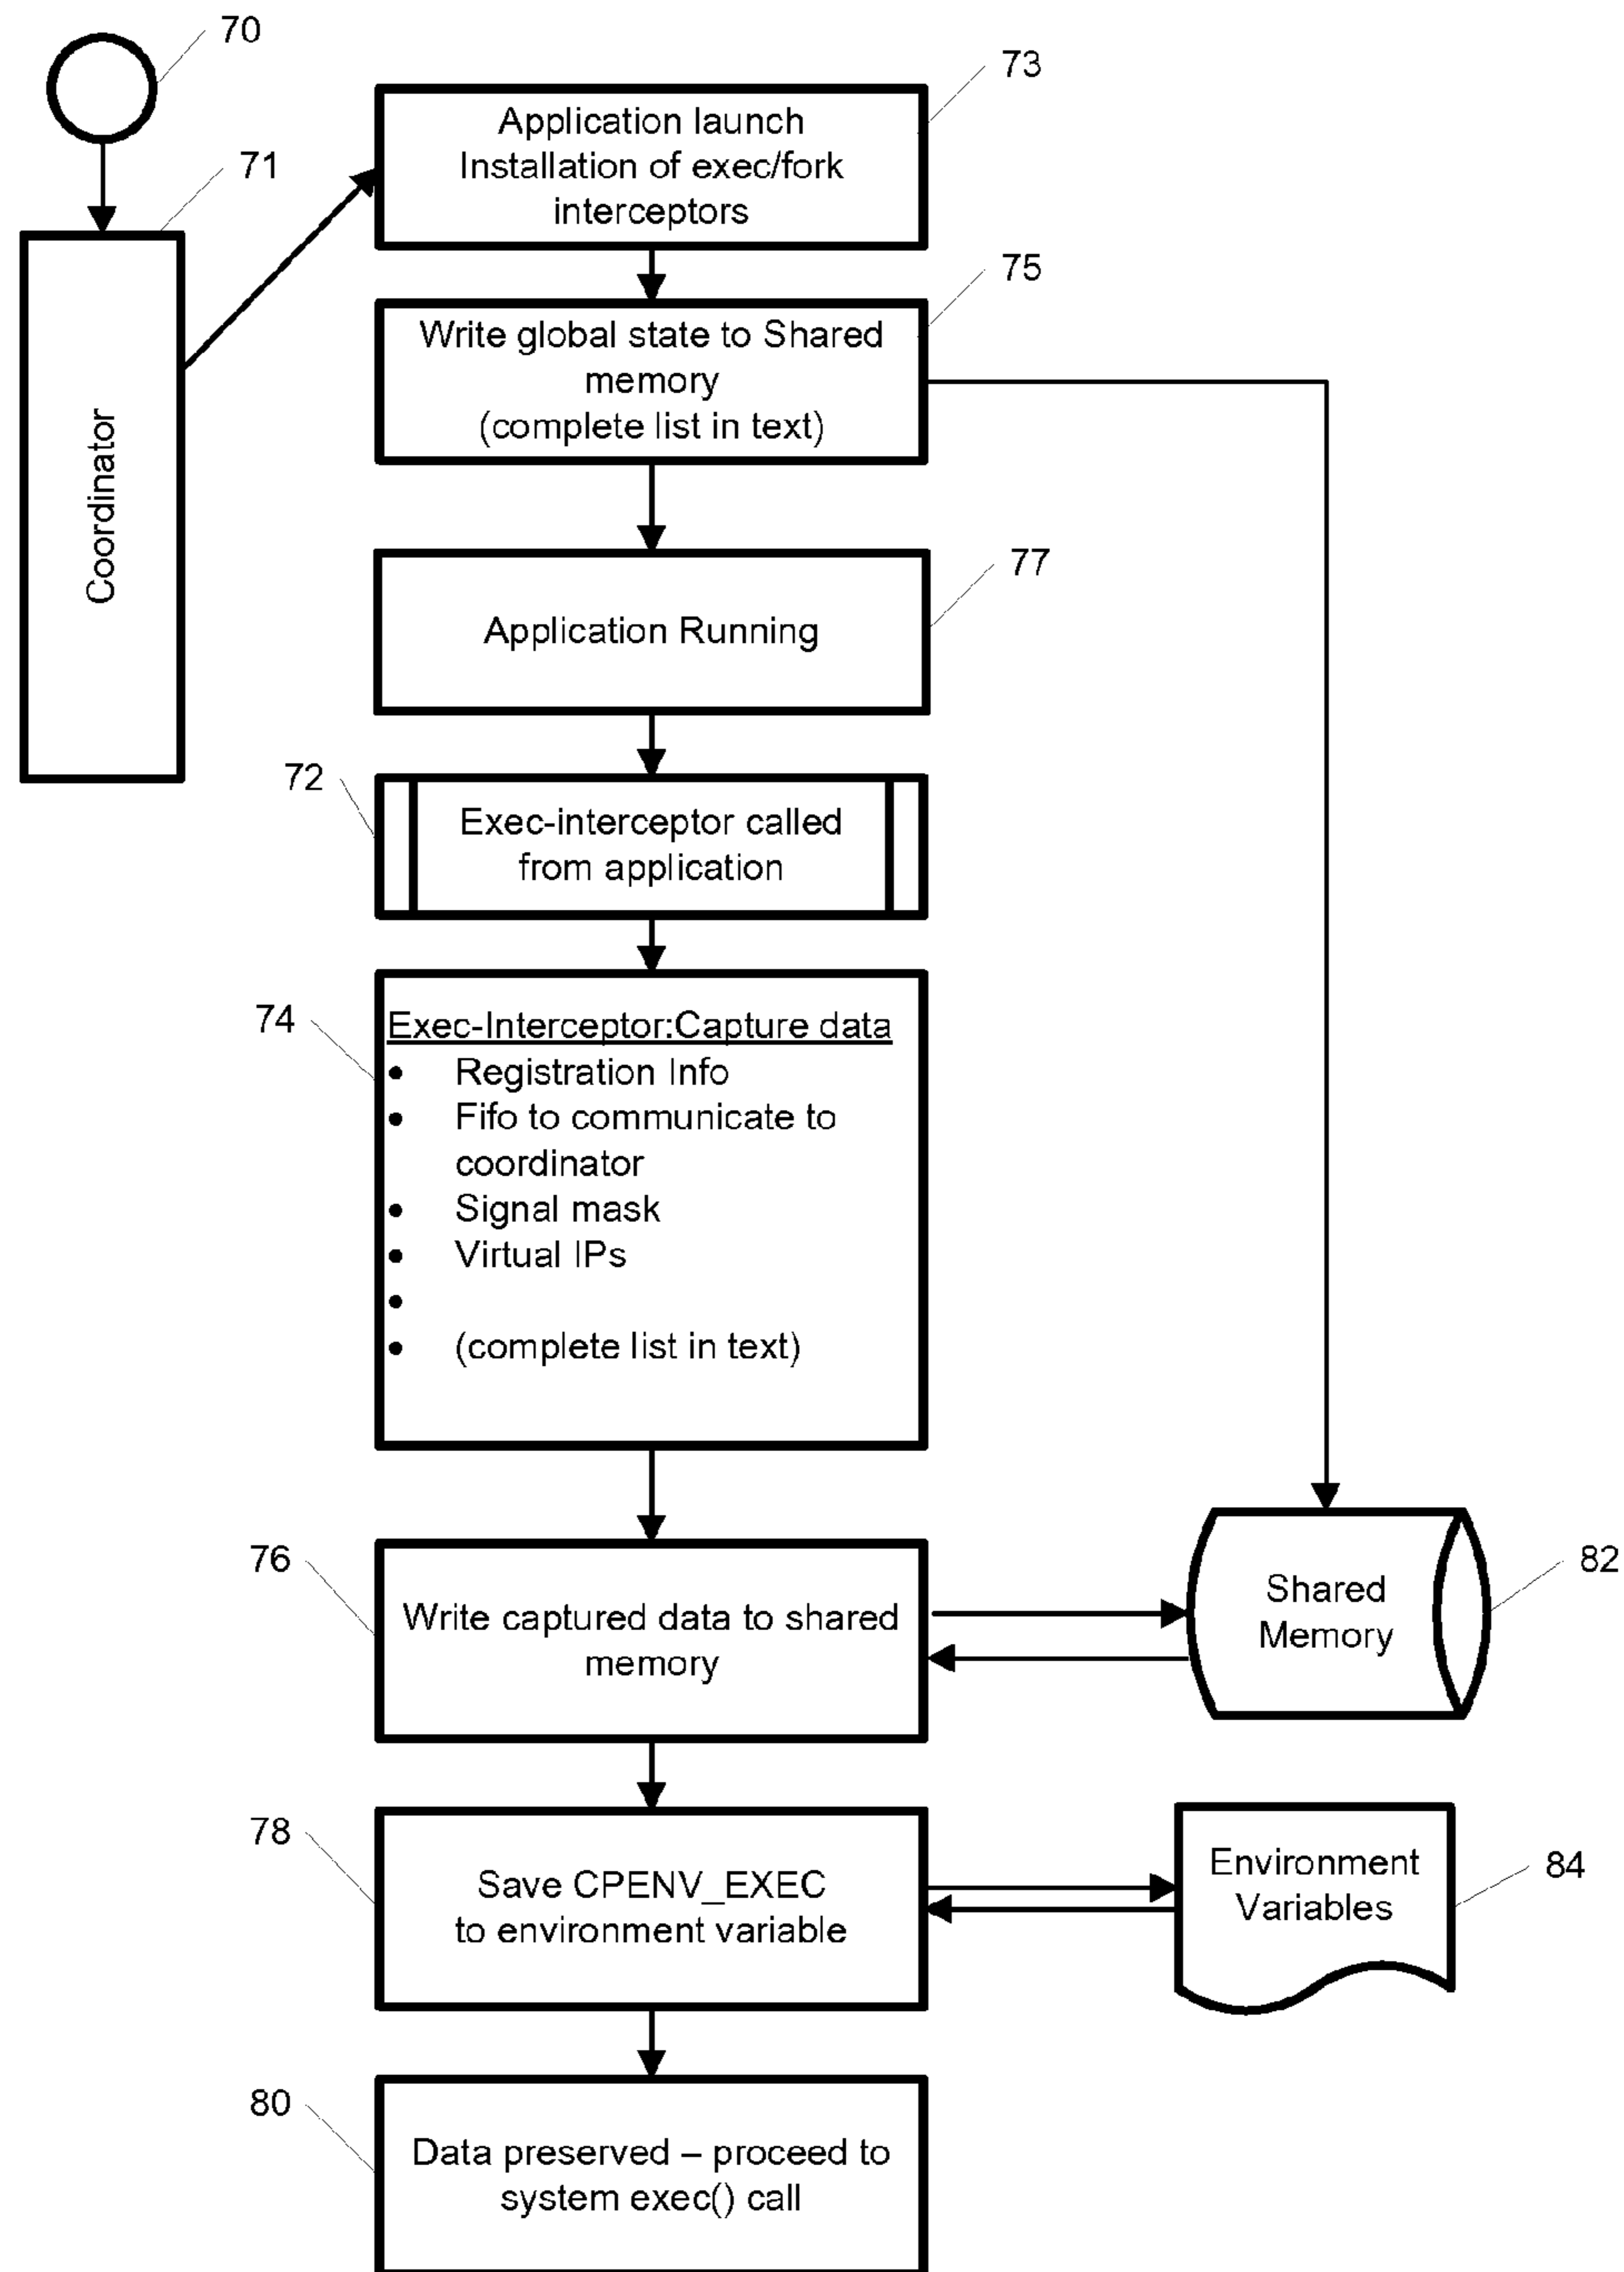 70
73
Application launch
Installation of exec/fork
interceptors
71
Coordinator
75
Write global state to Shared
memory
(complete list in text)
77
Application Running
72
Exec-interceptor called
from application
74
Exec-Interceptor:Capture data
• Registration Info
• Fifo to communicate to
coordinator
• Signal mask
• Virtual IPs
•
• (complete list in text)
76
Write captured data to shared
memory
Shared
Memory
82
78
Save CPENV_EXEC
to environment variable
Environment
Variables
84
80
Data preserved – proceed to
system exec() call